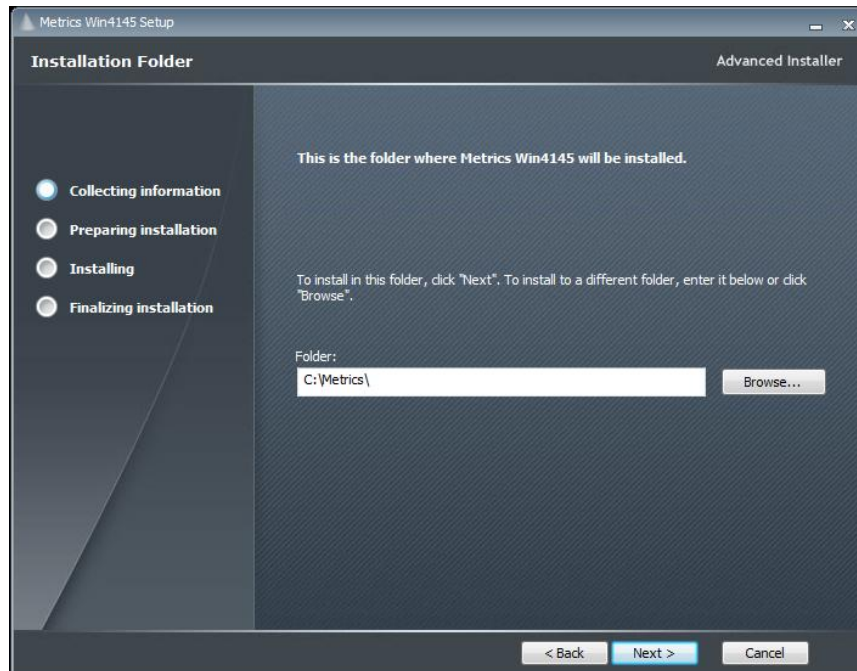 Metrics Win4145 Setup
Installation Folder
Advanced Installer
Collecting information
Preparing installation
Installing
Finalizing installation
This is the folder where Metrics Win4145 will be installed.
To install in this folder, click "Next". To install to a different folder, enter it below or click
"Browse".
Folder:
C:\Metrics\
Browse...
< Back
Next >
Cancel